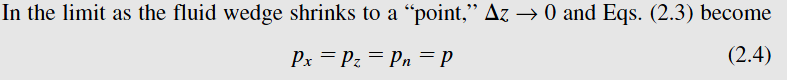 In the limit as the fluid wedge shrinks to a “point,” Δz → 0 and Eqs. (2.3) become
pₓ = p_z = pₙ = p (2.4)